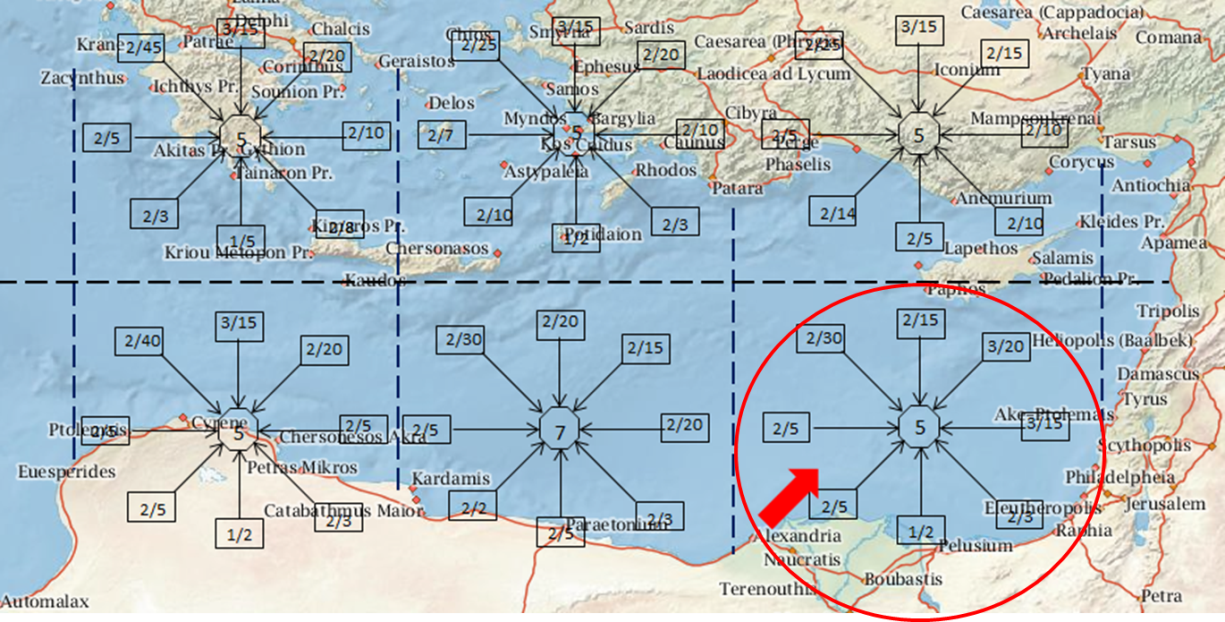 Lamia
Delphi
3/15
Chalcis
3/15
Smyrna
Sardis
3/15
Caesarea (Cappadocia)
Archelais
Comana
Krane
2/45
Patrae
2/20
Corinthus
Geraistos
Chios
2/25
2/20
Ephesus
Caesarea (Phrygia)
2/25
2/15
Zacynthus
Ichthys Pr.
Sounion Pr.
Samos
Laodicea ad Lycum
Iconium
Tyana
Delos
Myndos
Bargylia
Cibyra
Mampsoukrenai
2/5
5
2/10
2/7
5
2/10
2/5
5
2/10
Akitas Pr.
Gythion
Kos
Cnidus
Caunus
Perge
Tarsus
Tainaron Pr.
Astypaleia
Rhodos
Phaselis
Corycus
Patara
Antiochia
2/3
2/8
2/10
2/3
2/14
Anemurium
2/10
Kimaros Pr.
Kleides Pr.
1/5
1/2
Potidaion
2/5
Kriou Metopon Pr.
Chersonasos
Lapethos
Apamea
Salamis
Kaudos
Pedalion Pr.
Paphos
Tripolis
2/40
3/15
2/20
2/30
2/20
2/15
2/30
2/15
3/20
Heliopolis (Baalbek)
Damascus
Tyrus
Ptolemais
2/5
Cyrene
5
2/5
2/5
7
2/20
2/5
5
3/15
Ake-Ptolemais
Chersonesos Akra
Scythopolis
Euesperides
Petras Mikros
Kardamis
Philadelpheia
2/5
Catabathmus Maior
2/3
2/2
2/3
2/5
2/3
Eleutheropolis
Jerusalem
1/2
2/5
Paraetonium
Alexandria
1/2
Raphia
Pelusium
Naucratis
Boubastis
Terenouthis
Automalax
Petra